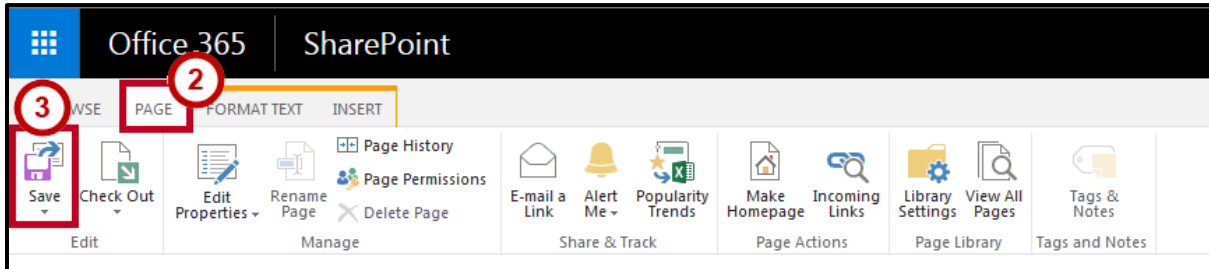 Office 365 SharePoint
2
3 WSE PAGE FORMAT TEXT INSERT
Save Check Out Edit Properties Rename Page Page History
Page Permissions
Delete Page
E-mail a Link Alert Me Popularity Trends Make Homepage Incoming Links Library Settings View All Pages Tags & Notes
Edit Manage Share & Track Page Actions Page Library Tags and Notes